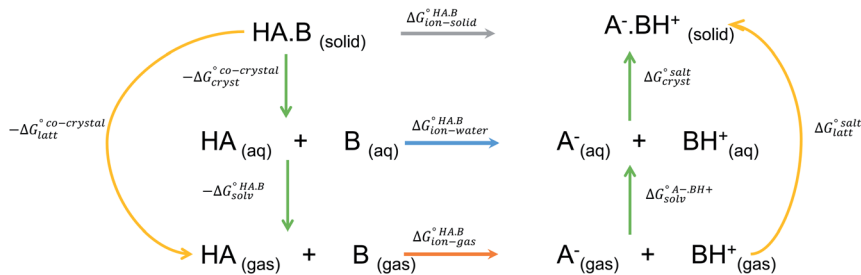 HA.B (solid) ΔG°^{HA.B}_{ion−solid} A⁻.BH⁺ (solid)
−ΔG°^{co−crystal}_{cryst} ΔG°^{salt}_{cryst}
−ΔG°^{co−crystal}_{latt} HA (aq) + B (aq) ΔG°^{HA.B}_{ion−water} A⁻(aq) + BH⁺(aq) ΔG°^{salt}_{latt}
−ΔG°^{HA.B}_{solv} ΔG°^{A−.BH+}_{solv}
HA (gas) + B (gas) ΔG°^{HA.B}_{ion−gas} A⁻(gas) + BH⁺(gas)